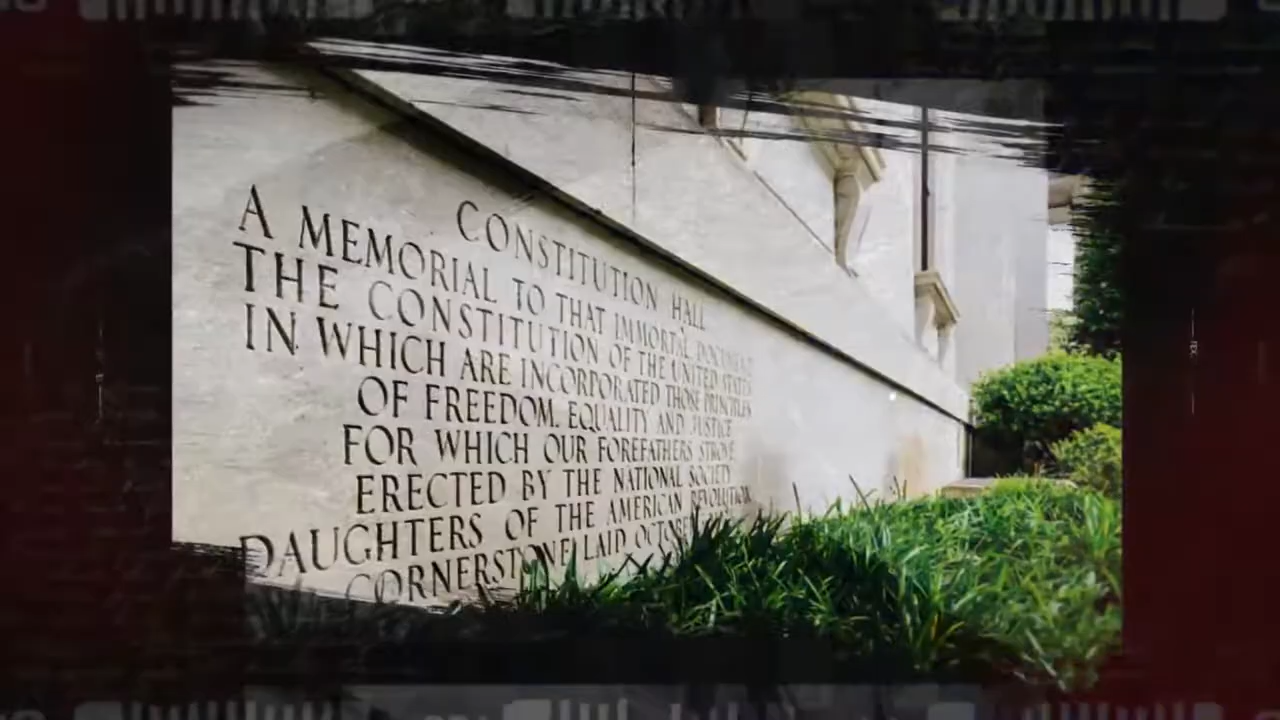 CONSTITUTION HALL
A MEMORIAL TO THAT IMMORTAL DOCUMENT
THE CONSTITUTION OF THE UNITED STATES
IN WHICH ARE INCORPORATED THOSE PRINCIPLES
OF FREEDOM. EQUALITY AND JUSTICE
FOR WHICH OUR FOREFATHERS STROVE
ERECTED BY THE NATIONAL SOCIETY
DAUGHTERS OF THE AMERICAN REVOLUTION
CORNERSTONE LAID